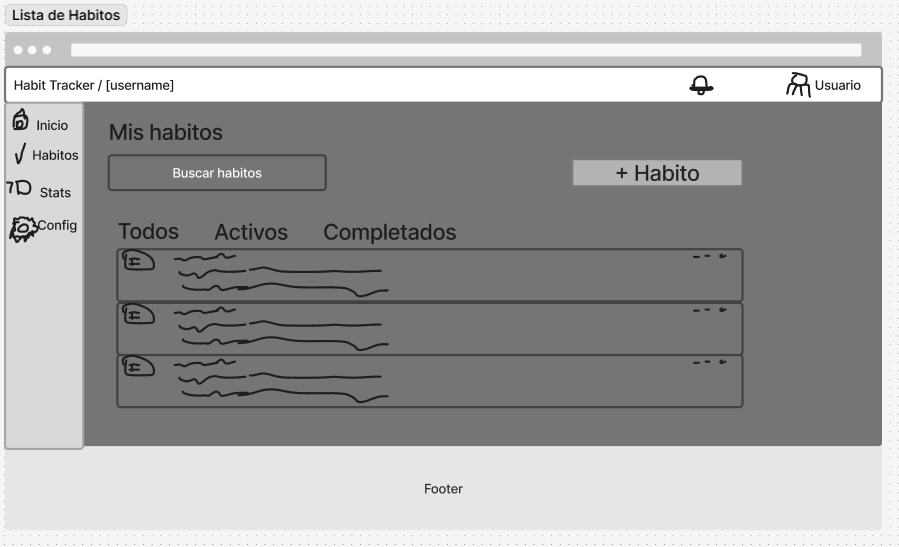 Lista de Habitos
Habit Tracker / [username]
Usuario
Inicio
Habitos
Stats
Config
Mis habitos
Buscar habitos
+ Habito
Todos
Activos
Completados
Footer